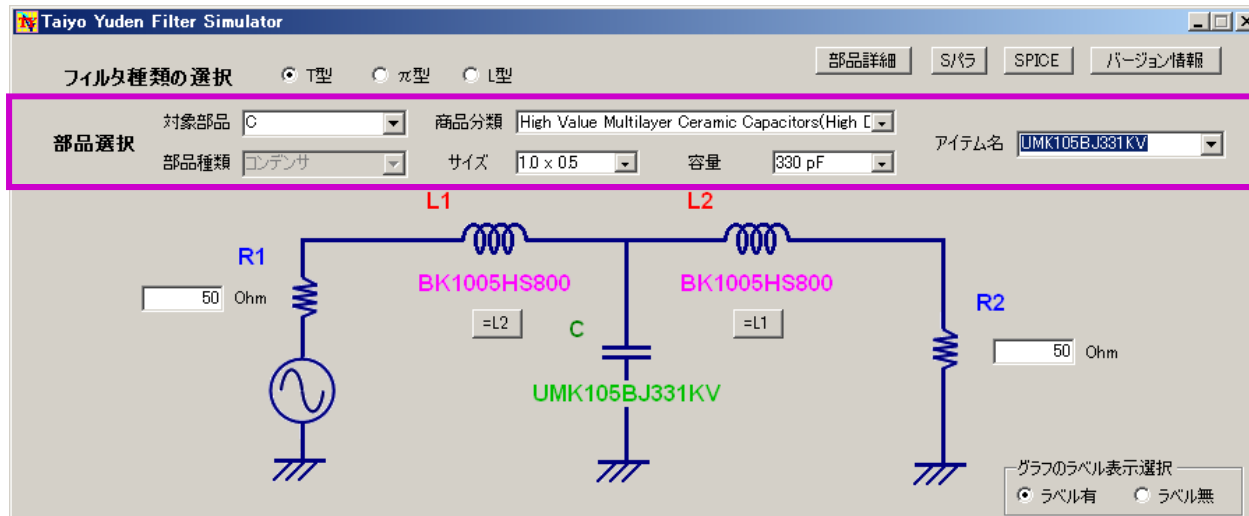 Taiyo Yuden Filter Simulator
フィルタ種類の選択 T型 π型 L型 部品詳細 Sパラ SPICE バージョン情報
部品選択 対象部品 C 商品分類 High Value Multilayer Ceramic Capacitors(High アイテム名 UMK105BJ331KV
部品種類 コンデンサ サイズ 1.0 x 0.5 容量 330 pF
L1 L2
R1
BK1005HS800 BK1005HS800
50 Ohm
=L2 =L1
R2
C
50 Ohm
UMK105BJ331KV
グラフのラベル表示選択
ラベル有 ラベル無